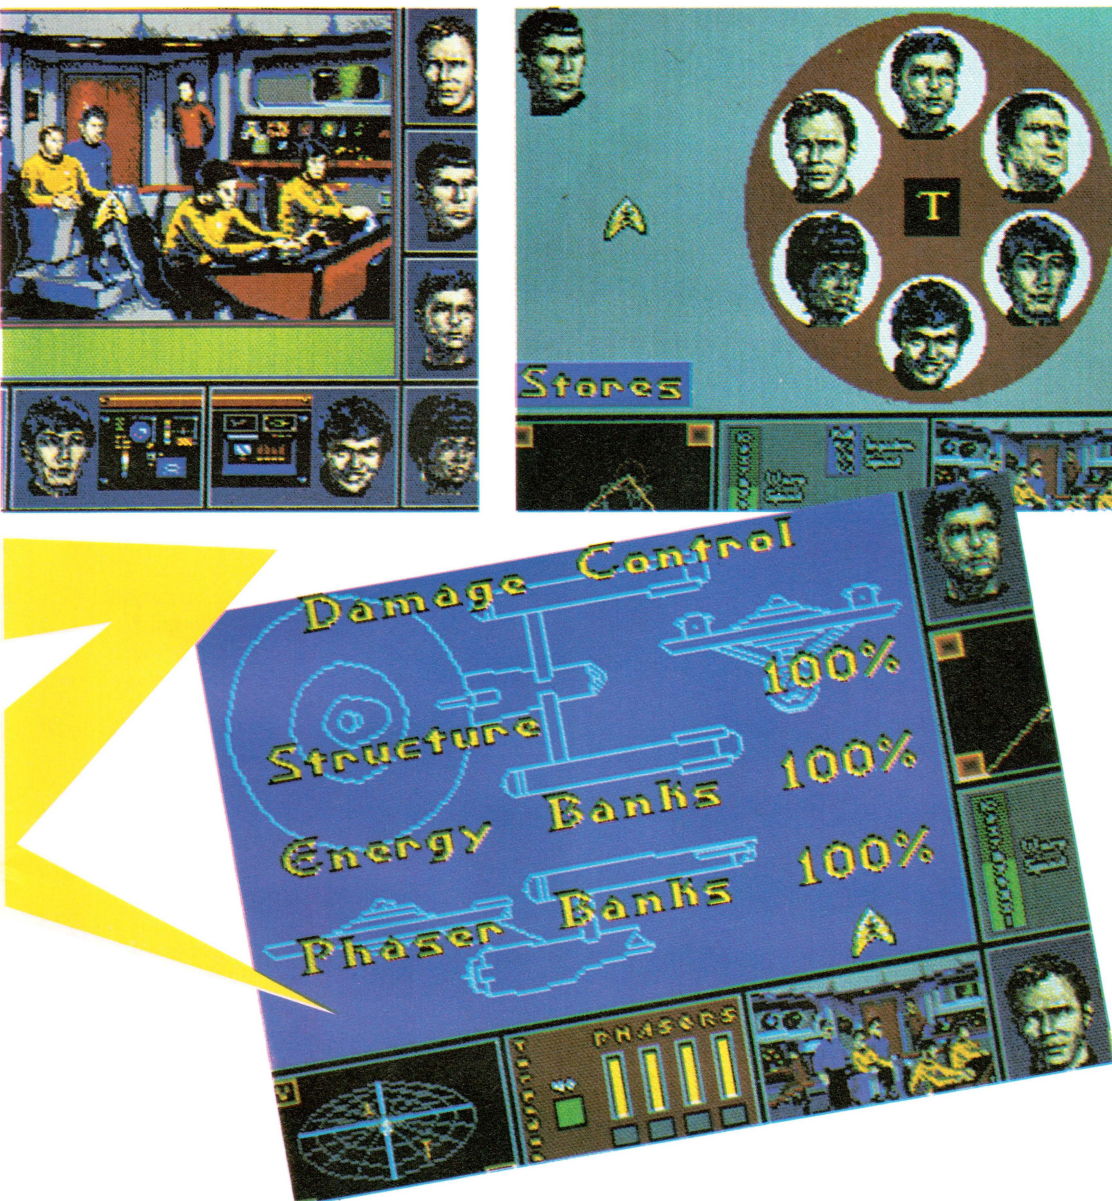 T
Stores
Damage Control
100%
Structure
Energy Banks 100%
Phaser Banks 100%
PHASERS
T